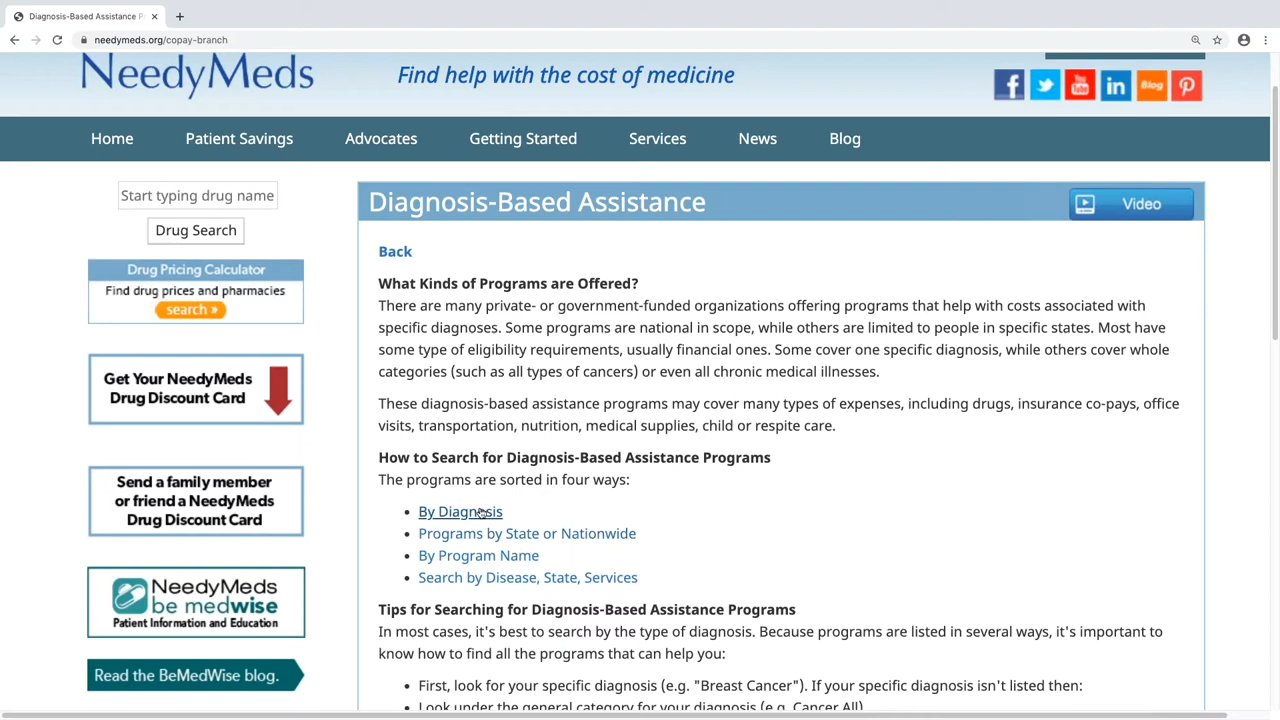 Diagnosis-Based Assistance P
needymeds.org/copay-branch
NeedyMeds
Find help with the cost of medicine
f
You Tube
in
Blog
Home Patient Savings Advocates Getting Started Services News Blog
Start typing drug name
Drug Search
Drug Pricing Calculator
Find drug prices and pharmacies
search »
Get Your NeedyMeds
Drug Discount Card
Send a family member
or friend a NeedyMeds
Drug Discount Card
NeedyMeds
be medwise
Patient Information and Education
Read the BeMedWise blog.
Diagnosis-Based Assistance
Video
Back
What Kinds of Programs are Offered?
There are many private- or government-funded organizations offering programs that help with costs associated with
specific diagnoses. Some programs are national in scope, while others are limited to people in specific states. Most have
some type of eligibility requirements, usually financial ones. Some cover one specific diagnosis, while others cover whole
categories (such as all types of cancers) or even all chronic medical illnesses.
These diagnosis-based assistance programs may cover many types of expenses, including drugs, insurance co-pays, office
visits, transportation, nutrition, medical supplies, child or respite care.
How to Search for Diagnosis-Based Assistance Programs
The programs are sorted in four ways:
• By Diagnosis
• Programs by State or Nationwide
• By Program Name
• Search by Disease, State, Services
Tips for Searching for Diagnosis-Based Assistance Programs
In most cases, it's best to search by the type of diagnosis. Because programs are listed in several ways, it's important to
know how to find all the programs that can help you:
• First, look for your specific diagnosis (e.g. "Breast Cancer"). If your specific diagnosis isn't listed then:
• Look under the general category for your diagnosis (e.g. Cancer All)